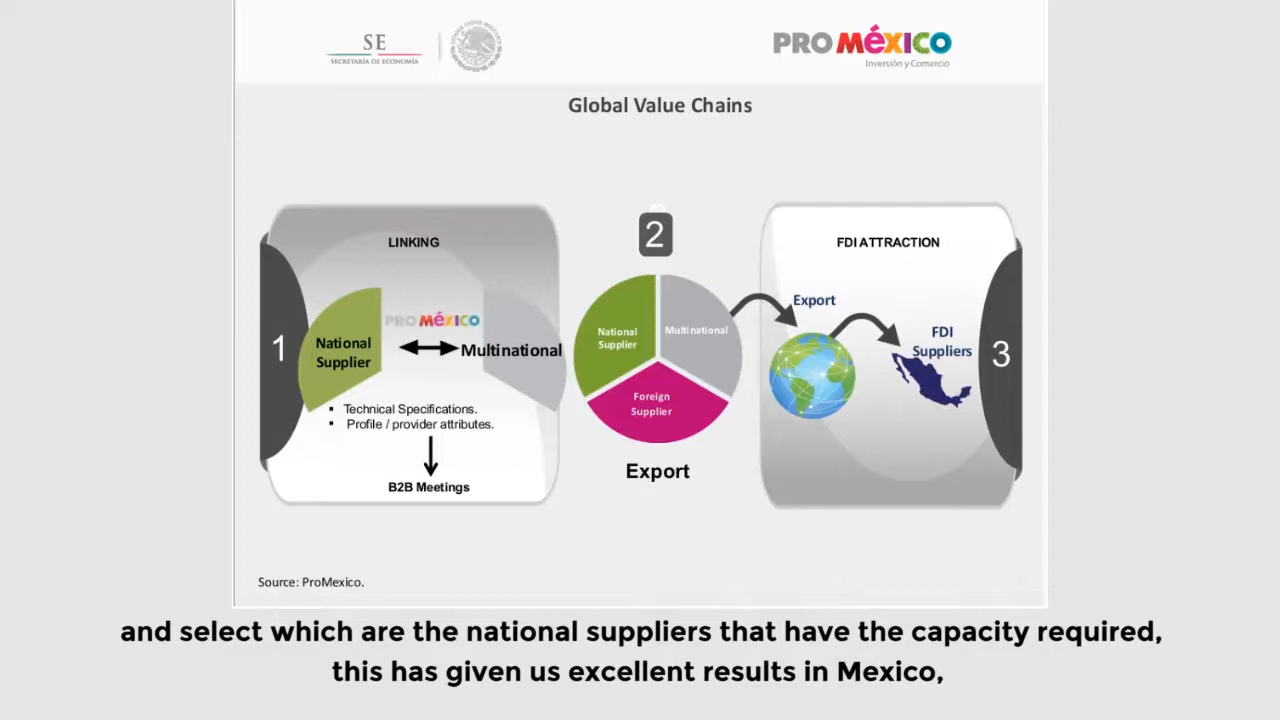 SE
SECRETARÍA DE ECONOMÍA
PRO MéXICO
Inversión y Comercio
Global Value Chains
LINKING
1
National
Supplier
PRO MéXICO
Multinational
Technical Specifications.
Profile / provider attributes.
B2B Meetings
2
National
Supplier
Multinational
Foreign
Supplier
Export
FDI ATTRACTION
Export
FDI
Suppliers
3
Source: ProMexico.
and select which are the national suppliers that have the capacity required,
this has given us excellent results in Mexico,